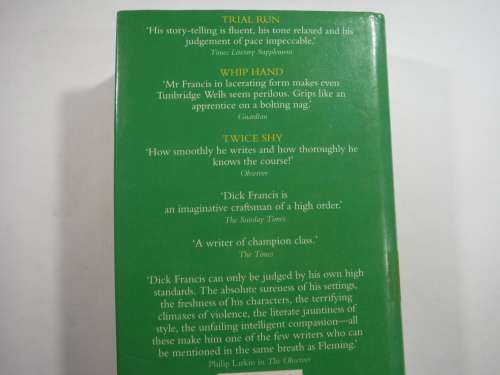 TRIAL RUN
‘His story-telling is fluent, his tone relaxed and his
judgement of pace impeccable.’
Times Literary Supplement
WHIP HAND
‘Mr Francis in lacerating form makes even
Tunbridge Wells seem perilous. Grips like an
apprentice on a bolting nag.’
Guardian
TWICE SHY
‘How smoothly he writes and how thoroughly he
knows the course!’
Observer
‘Dick Francis is
an imaginative craftsman of a high order.’
The Sunday Times
‘A writer of champion class.’
The Times
‘Dick Francis can only be judged by his own high
standards. The absolute sureness of his settings,
the freshness of his characters, the terrifying
climaxes of violence, the literate jauntiness of
style, the unfailing intelligent compassion—all
these make him one of the few writers who can
be mentioned in the same breath as Fleming.’
Philip Larkin in The Observer